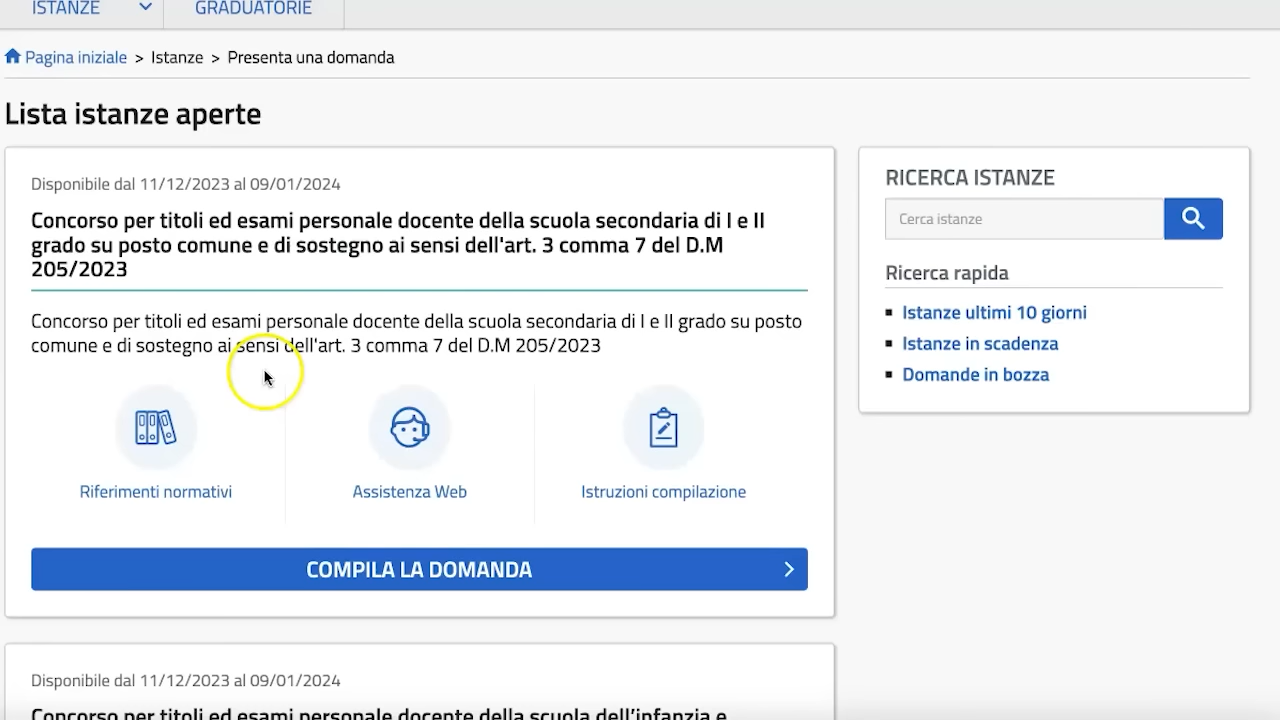 ISTANZE
GRADUATORIE
Pagina iniziale > Istanze > Presenta una domanda
Lista istanze aperte
Disponibile dal 11/12/2023 al 09/01/2024
Concorso per titoli ed esami personale docente della scuola secondaria di I e II
grado su posto comune e di sostegno ai sensi dell'art. 3 comma 7 del D.M
205/2023
Concorso per titoli ed esami personale docente della scuola secondaria di I e II grado su posto
comune e di sostegno ai sensi dell'art. 3 comma 7 del D.M 205/2023
Riferimenti normativi
Assistenza Web
Istruzioni compilazione
COMPILA LA DOMANDA
Disponibile dal 11/12/2023 al 09/01/2024
Concorso per titoli ed esami personale docente della scuola dell'infanzia e
RICERCA ISTANZE
Cerca istanze
Ricerca rapida
Istanze ultimi 10 giorni
Istanze in scadenza
Domande in bozza